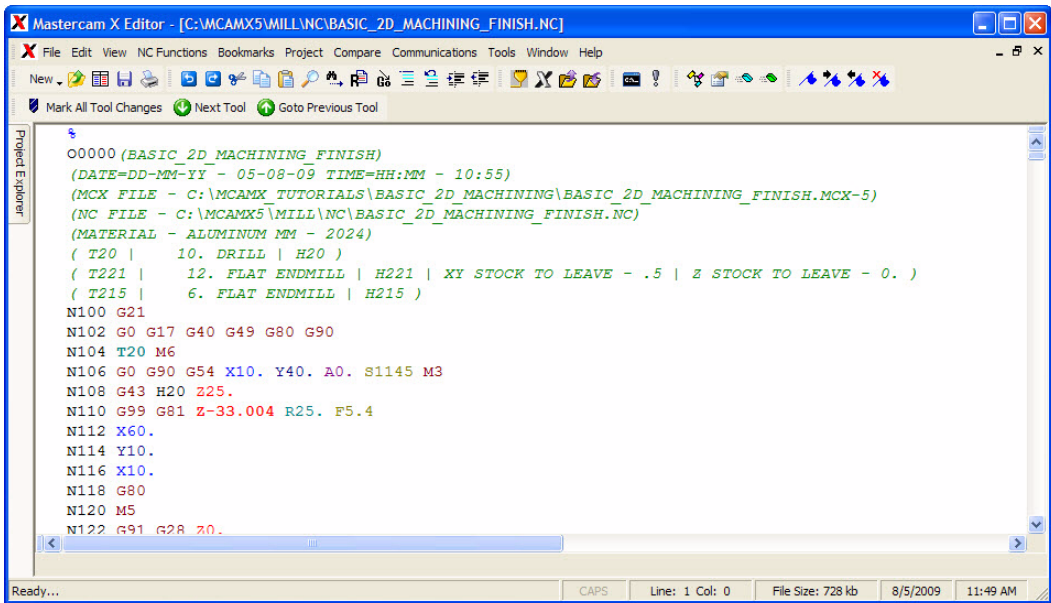 Mastercam X Editor - [C:\MCAMX5\MILL\NC\BASIC_2D_MACHINING_FINISH.NC]
File Edit View NC Functions Bookmarks Project Compare Communications Tools Window Help
New
Mark All Tool Changes Next Tool Goto Previous Tool
Project Explorer
%
O0000(BASIC_2D_MACHINING_FINISH)
(DATE=DD-MM-YY - 05-08-09 TIME=HH:MM - 10:55)
(MCX FILE - C:\MCAMX_TUTORIALS\BASIC_2D_MACHINING\BASIC_2D_MACHINING_FINISH.MCX-5)
(NC FILE - C:\MCAMX5\MILL\NC\BASIC_2D_MACHINING_FINISH.NC)
(MATERIAL - ALUMINUM MM - 2024)
( T20 | 10. DRILL | H20 )
( T221 | 12. FLAT ENDMILL | H221 | XY STOCK TO LEAVE - .5 | Z STOCK TO LEAVE - 0. )
( T215 | 6. FLAT ENDMILL | H215 )
N100 G21
N102 G0 G17 G40 G49 G80 G90
N104 T20 M6
N106 G0 G90 G54 X10. Y40. A0. S1145 M3
N108 G43 H20 Z25.
N110 G99 G81 Z-33.004 R25. F5.4
N112 X60.
N114 Y10.
N116 X10.
N118 G80
N120 M5
N122 G91 G28 Z0.
Ready... CAPS Line: 1 Col: 0 File Size: 728 kb 8/5/2009 11:49 AM